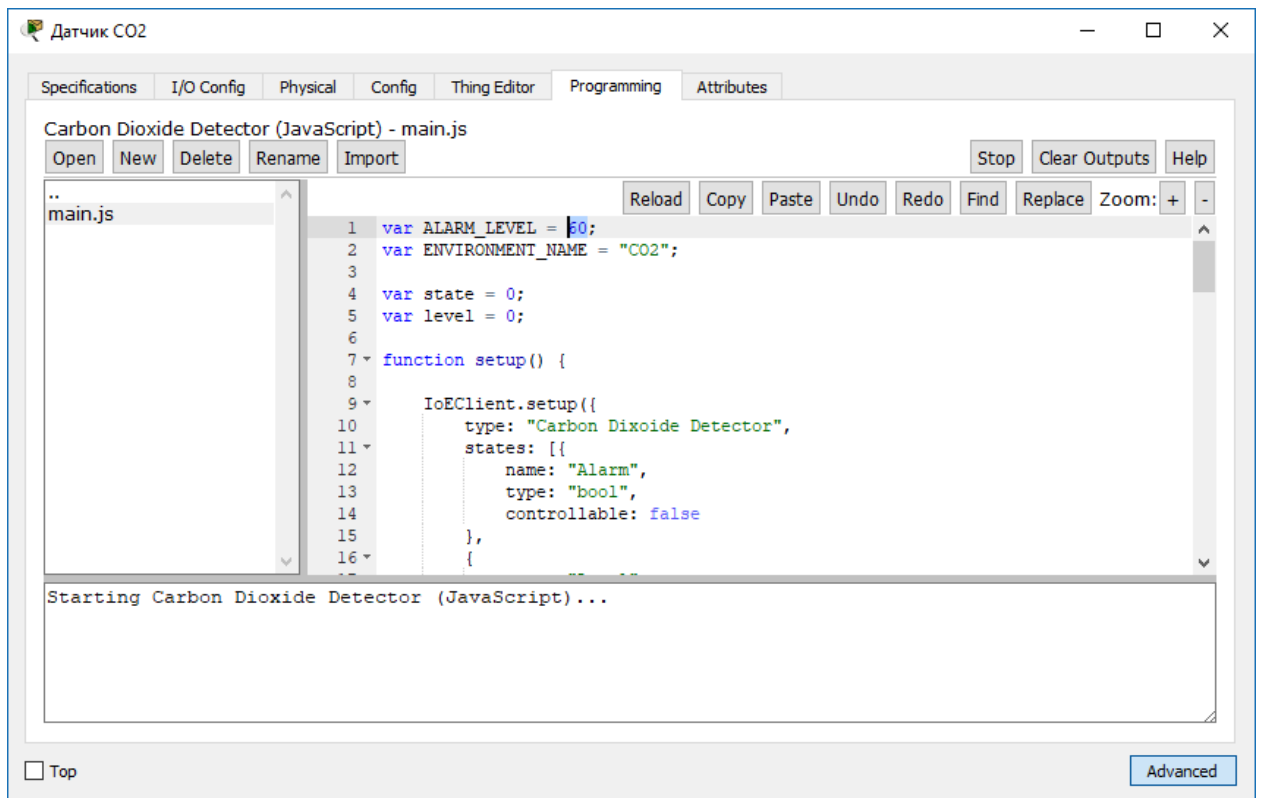 Датчик CO2
Specifications I/O Config Physical Config Thing Editor Programming Attributes
Carbon Dioxide Detector (JavaScript) - main.js
Open New Delete Rename Import Stop Clear Outputs Help
..
main.js
Reload Copy Paste Undo Redo Find Replace Zoom: + -
1 var ALARM_LEVEL = 60;
2 var ENVIRONMENT_NAME = "CO2";
3
4 var state = 0;
5 var level = 0;
6
7 function setup() {
8
9 IoEClient.setup({
10 type: "Carbon Dixoide Detector",
11 states: [{
12 name: "Alarm",
13 type: "bool",
14 controllable: false
15 },
16 {
Starting Carbon Dioxide Detector (JavaScript)...
Top
Advanced